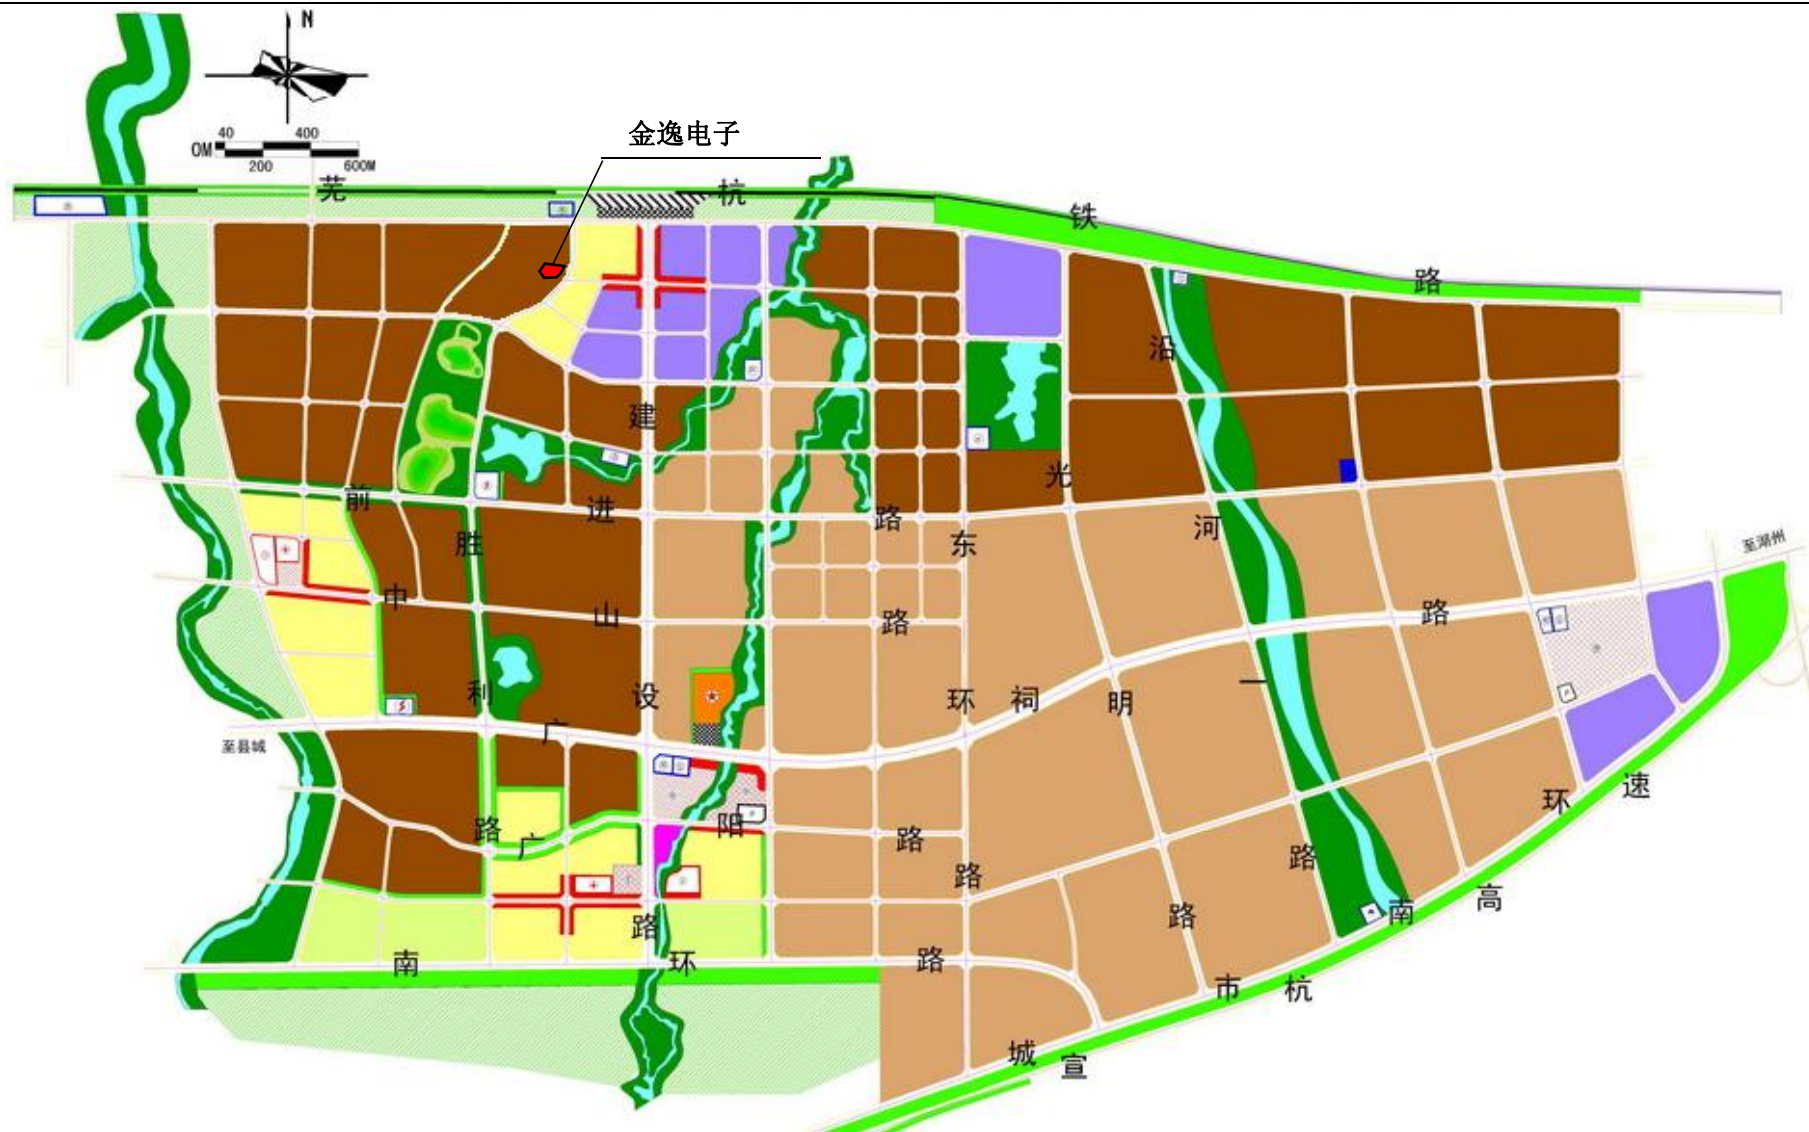 N
40 400
0M
200 600M
金逸电子
芜 杭 铁 路
沿
建
光
前 进 路
胜 东 河
至湖州
中 山 路 路
利 设 环 祠 明 一
广
至县城
速
环
路 广 阳 路
路 路
高
路 路 南
南 环 路
市 杭
城 宣